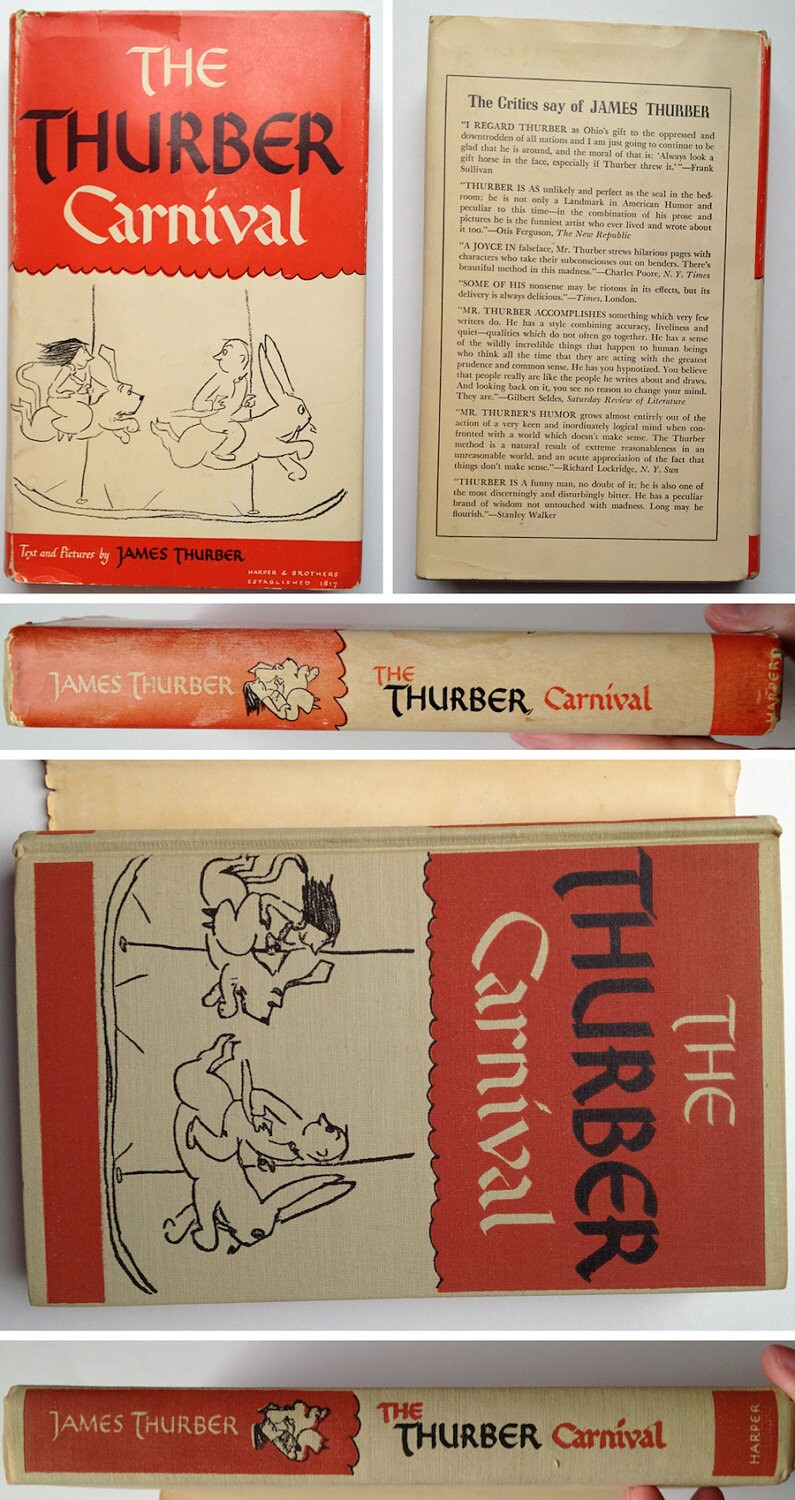 THE
THURBER
Carnival
Text and Pictures by JAMES THURBER
HARPER & BROTHERS
ESTABLISHED 1817
The Critics say of JAMES THURBER
"I REGARD THURBER as Ohio's gift to the oppressed and
downtrodden of all nations and I am just going to continue to be
glad that he is around, and the moral of that is: 'Always look a
gift horse in the face, especially if Thurber threw it.' "—Frank
Sullivan
"THURBER IS AS unlikely and perfect as the seal in the bed-
room; he is not only a Landmark in American Humor and
peculiar to this time—in the combination of his prose and
pictures he is the funniest artist who ever lived and wrote about
it too."—Otis Ferguson, The New Republic
"A JOYCE IN falseface, Mr. Thurber strews hilarious pages with
characters who take their subconsciouses out on benders. There's
beautiful method in this madness."—Charles Poore, N. Y. Times
"SOME OF HIS nonsense may be riotous in its effects, but its
delivery is always delicious."—Times, London.
"MR. THURBER ACCOMPLISHES something which very few
writers do. He has a style combining accuracy, liveliness and
quiet—qualities which do not often go together. He has a sense
of the wildly incredible things that happen to human beings
who think all the time that they are acting with the greatest
prudence and common sense. He has you hypnotized. You believe
that people really are like the people he writes about and draws.
And looking back on it, you see no reason to change your mind.
They are."—Gilbert Seldes, Saturday Review of Literature
"MR. THURBER'S HUMOR grows almost entirely out of the
action of a very keen and inordinately logical mind when con-
fronted with a world which doesn't make sense. The Thurber
method is a natural result of extreme reasonableness in an
unreasonable world, and an acute appreciation of the fact that
things don't make sense."—Richard Lockridge, N. Y. Sun
"THURBER IS A funny man, no doubt of it; he is also one of
the most discerningly and disturbingly bitter. He has a peculiar
brand of wisdom not untouched with madness. Long may he
flourish."—Stanley Walker
JAMES THURBER
THE
THURBER Carnival
HARPER
THE
THURBER
Carnival
JAMES THURBER
THE
THURBER Carnival
HARPER